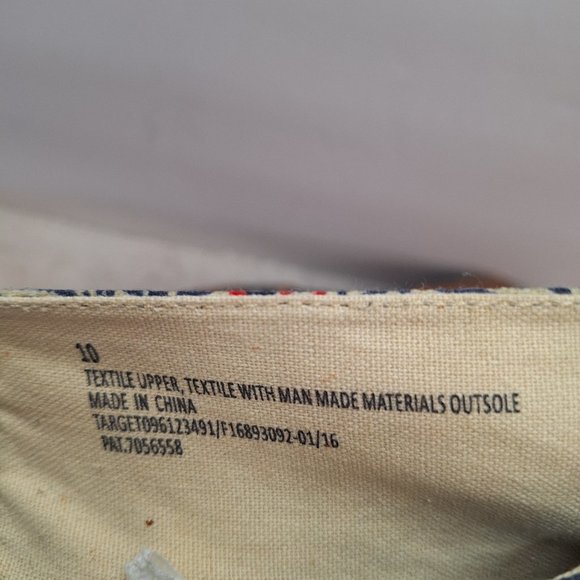 10
TEXTILE UPPER, TEXTILE WITH MAN MADE MATERIALS OUTSOLE
MADE IN CHINA
TARGET096123491/F16893092-01/16
PAT.7056558